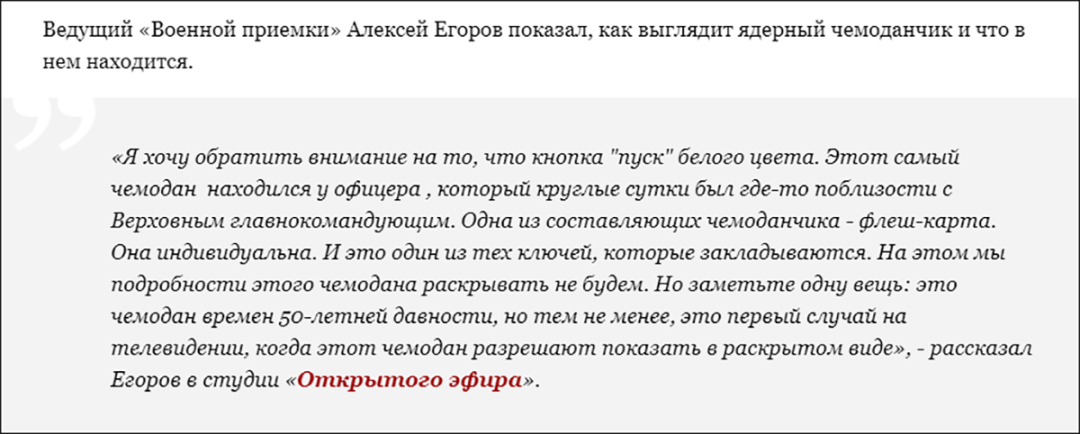 Ведущий «Военной приемки» Алексей Егоров показал, как выглядит ядерный чемоданчик и что в
нем находится.
”
«Я хочу обратить внимание на то, что кнопка "пуск" белого цвета. Этот самый
чемодан находился у офицера , который круглые сутки был где-то поблизости с
Верховным главнокомандующим. Одна из составляющих чемоданчика - флеш-карта.
Она индивидуальна. И это один из тех ключей, которые закладываются. На этом мы
подробности этого чемодана раскрывать не будем. Но заметьте одну вещь: это
чемодан времен 50-летней давности, но тем не менее, это первый случай на
телевидении, когда этот чемодан разрешают показать в раскрытом виде», - рассказал
Егоров в студии «Открытого эфира».